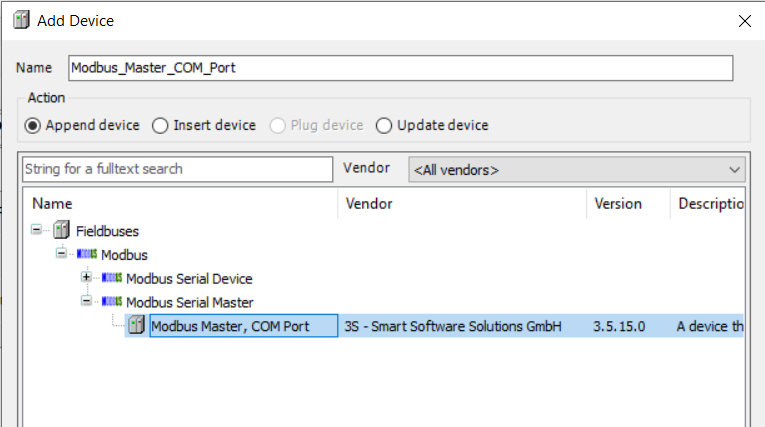 Add Device
Name Modbus_Master_COM_Port
Action
Append device Insert device Plug device Update device
String for a fulltext search Vendor <All vendors>
Name Vendor Version Descriptio
Fieldbuses
Modbus
Modbus Serial Device
Modbus Serial Master
Modbus Master, COM Port 3S - Smart Software Solutions GmbH 3.5.15.0 A device th